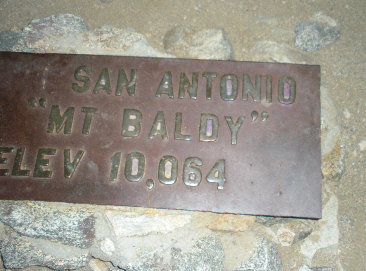 SAN ANTONIO
"MT BALDY"
ELEV 10,064